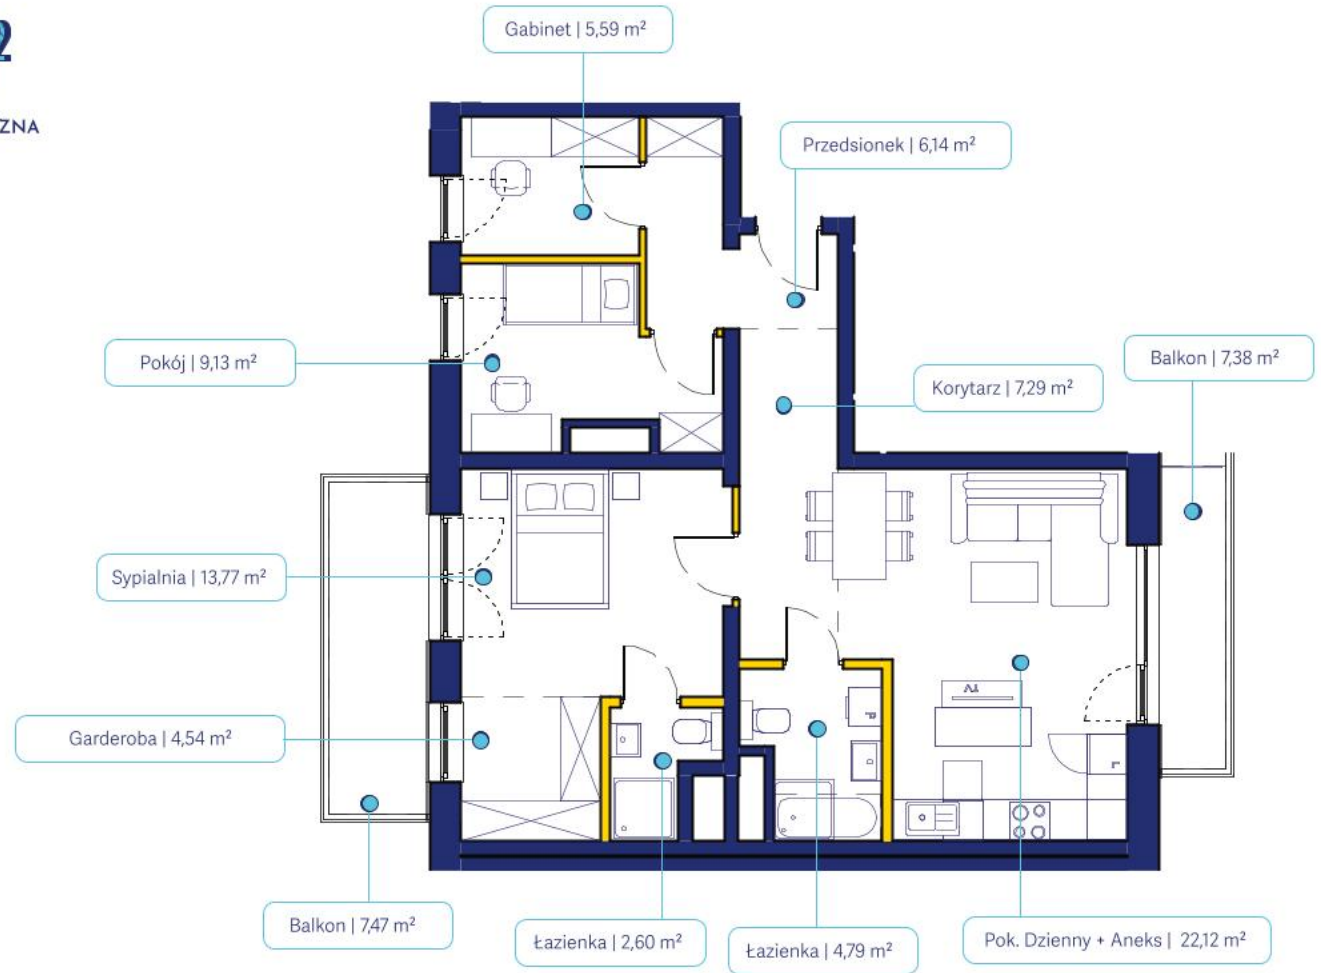 2
ZNA
Gabinet | 5,59 m²
Przedsionek | 6,14 m²
Pokój | 9,13 m²
Korytarz | 7,29 m²
Balkon | 7,38 m²
Sypialnia | 13,77 m²
Garderoba | 4,54 m²
TV
P
L
Balkon | 7,47 m²
Łazienka | 2,60 m²
Łazienka | 4,79 m²
Pok. Dzienny + Aneks | 22,12 m²